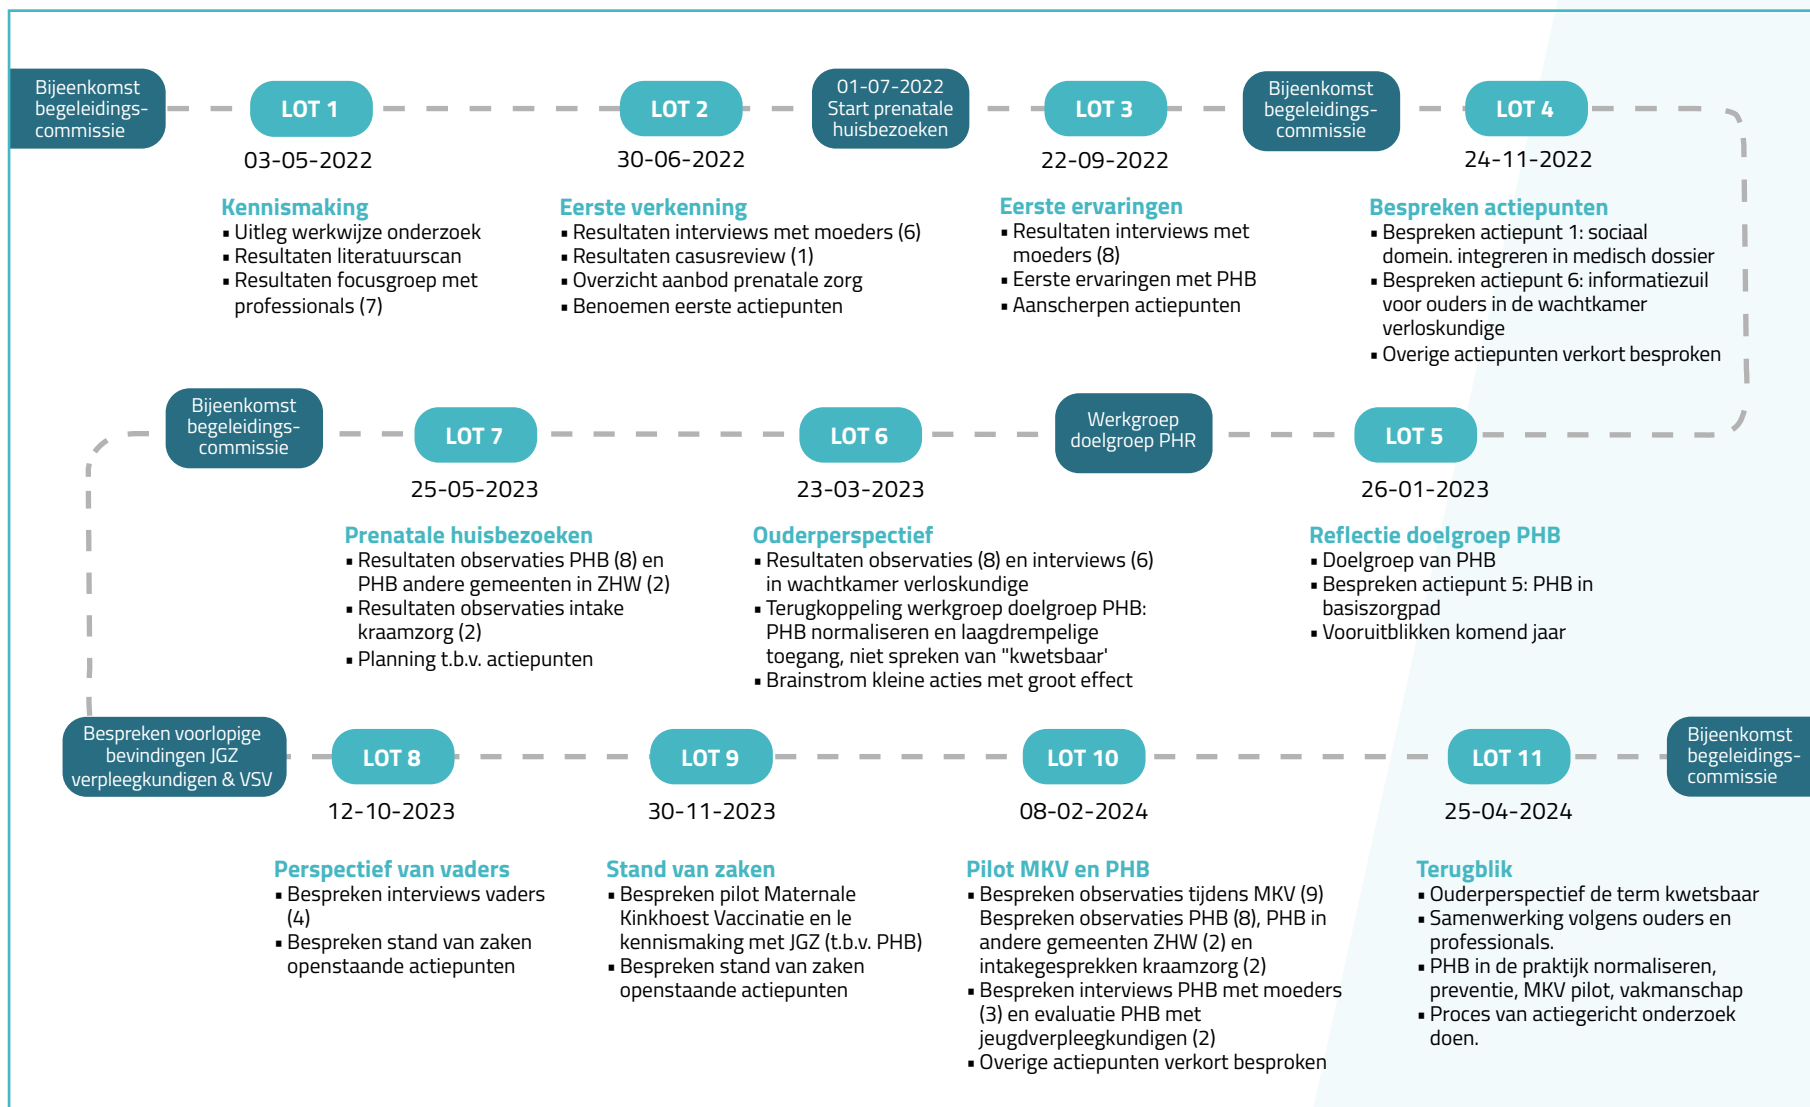 Bijeenkomst
begeleidings-
commissie
LOT 1
03-05-2022
Kennismaking
▪ Uitleg werkwijze onderzoek
▪ Resultaten literatuurscan
▪ Resultaten focusgroep met
professionals (7)
LOT 2
30-06-2022
Eerste verkenning
▪ Resultaten interviews met moeders (6)
▪ Resultaten casusreview (1)
▪ Overzicht aanbod prenatale zorg
▪ Benoemen eerste actiepunten
01-07-2022
Start prenatale
huisbezoeken
LOT 3
22-09-2022
Eerste ervaringen
▪ Resultaten interviews met
moeders (8)
▪ Eerste ervaringen met PHB
▪ Aanscherpen actiepunten
Bijeenkomst
begeleidings-
commissie
LOT 4
24-11-2022
Bespreken actiepunten
▪ Bespreken actiepunt 1: sociaal
domein. integreren in medisch dossier
▪ Bespreken actiepunt 6: informatiezuil
voor ouders in de wachtkamer
verloskundige
▪ Overige actiepunten verkort besproken
LOT 5
26-01-2023
Reflectie doelgroep PHB
▪ Doelgroep van PHB
▪ Bespreken actiepunt 5: PHB in
basiszorgpad
▪ Vooruitblikken komend jaar
Werkgroep
doelgroep PHR
LOT 6
23-03-2023
Ouderperspectief
▪ Resultaten observaties (8) en interviews (6)
in wachtkamer verloskundige
▪ Terugkoppeling werkgroep doelgroep PHB:
PHB normaliseren en laagdrempelige
toegang, niet spreken van "kwetsbaar'
▪ Brainstrom kleine acties met groot effect
LOT 7
25-05-2023
Prenatale huisbezoeken
▪ Resultaten observaties PHB (8) en
PHB andere gemeenten in ZHW (2)
▪ Resultaten observaties intake
kraamzorg (2)
▪ Planning t.b.v. actiepunten
Bijeenkomst
begeleidings-
commissie
Bespreken voorlopige
bevindingen JGZ
verpleegkundigen & VSV
LOT 8
12-10-2023
Perspectief van vaders
▪ Bespreken interviews vaders
(4)
▪ Bespreken stand van zaken
openstaande actiepunten
LOT 9
30-11-2023
Stand van zaken
▪ Bespreken pilot Maternale
Kinkhoest Vaccinatie en le
kennismaking met JGZ (t.b.v. PHB)
▪ Bespreken stand van zaken
openstaande actiepunten
LOT 10
08-02-2024
Pilot MKV en PHB
▪ Bespreken observaties tijdens MKV (9)
Bespreken observaties PHB (8), PHB in
andere gemeenten ZHW (2) en
intakegesprekken kraamzorg (2)
▪ Bespreken interviews PHB met moeders
(3) en evaluatie PHB met
jeugdverpleegkundigen (2)
▪ Overige actiepunten verkort besproken
LOT 11
25-04-2024
Terugblik
▪ Ouderperspectief de term kwetsbaar
▪ Samenwerking volgens ouders en
professionals.
▪ PHB in de praktijk normaliseren,
preventie, MKV pilot, vakmanschap
▪ Proces van actiegericht onderzoek
doen.
Bijeenkomst
begeleidings-
commissie